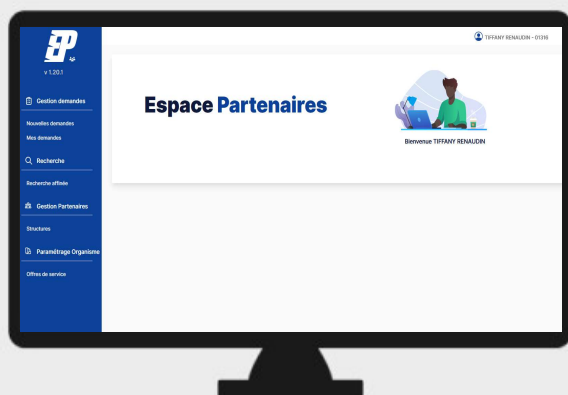 EP
v 1.20.1
TIFFANY RENAUDIN - 01316
Gestion demandes
Nouvelles demandes
Mes demandes
Recherche
Recherche affinée
Gestion Partenaires
Structures
Paramétrage Organisme
Offres de service
Espace Partenaires
Bienvenue TIFFANY RENAUDIN